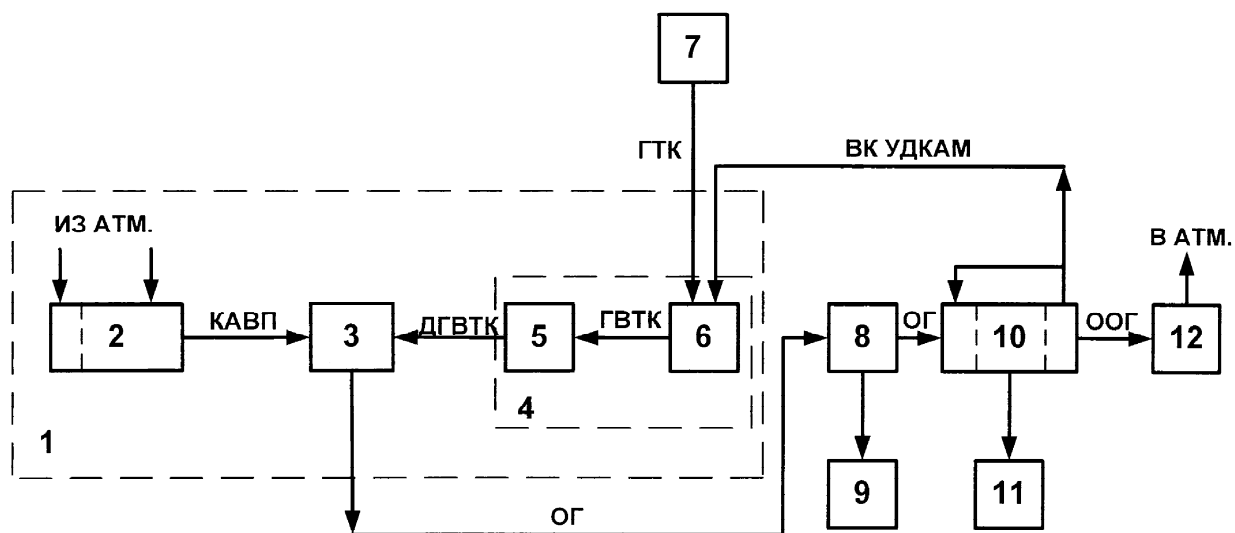 7
ГТК
ВК УДКАМ
ИЗ АТМ.
В АТМ.
2
КАВП
3
ДГВТК
5
ГВТК
6
8
ОГ
10
ООГ
12
4
1
9
11
ОГ